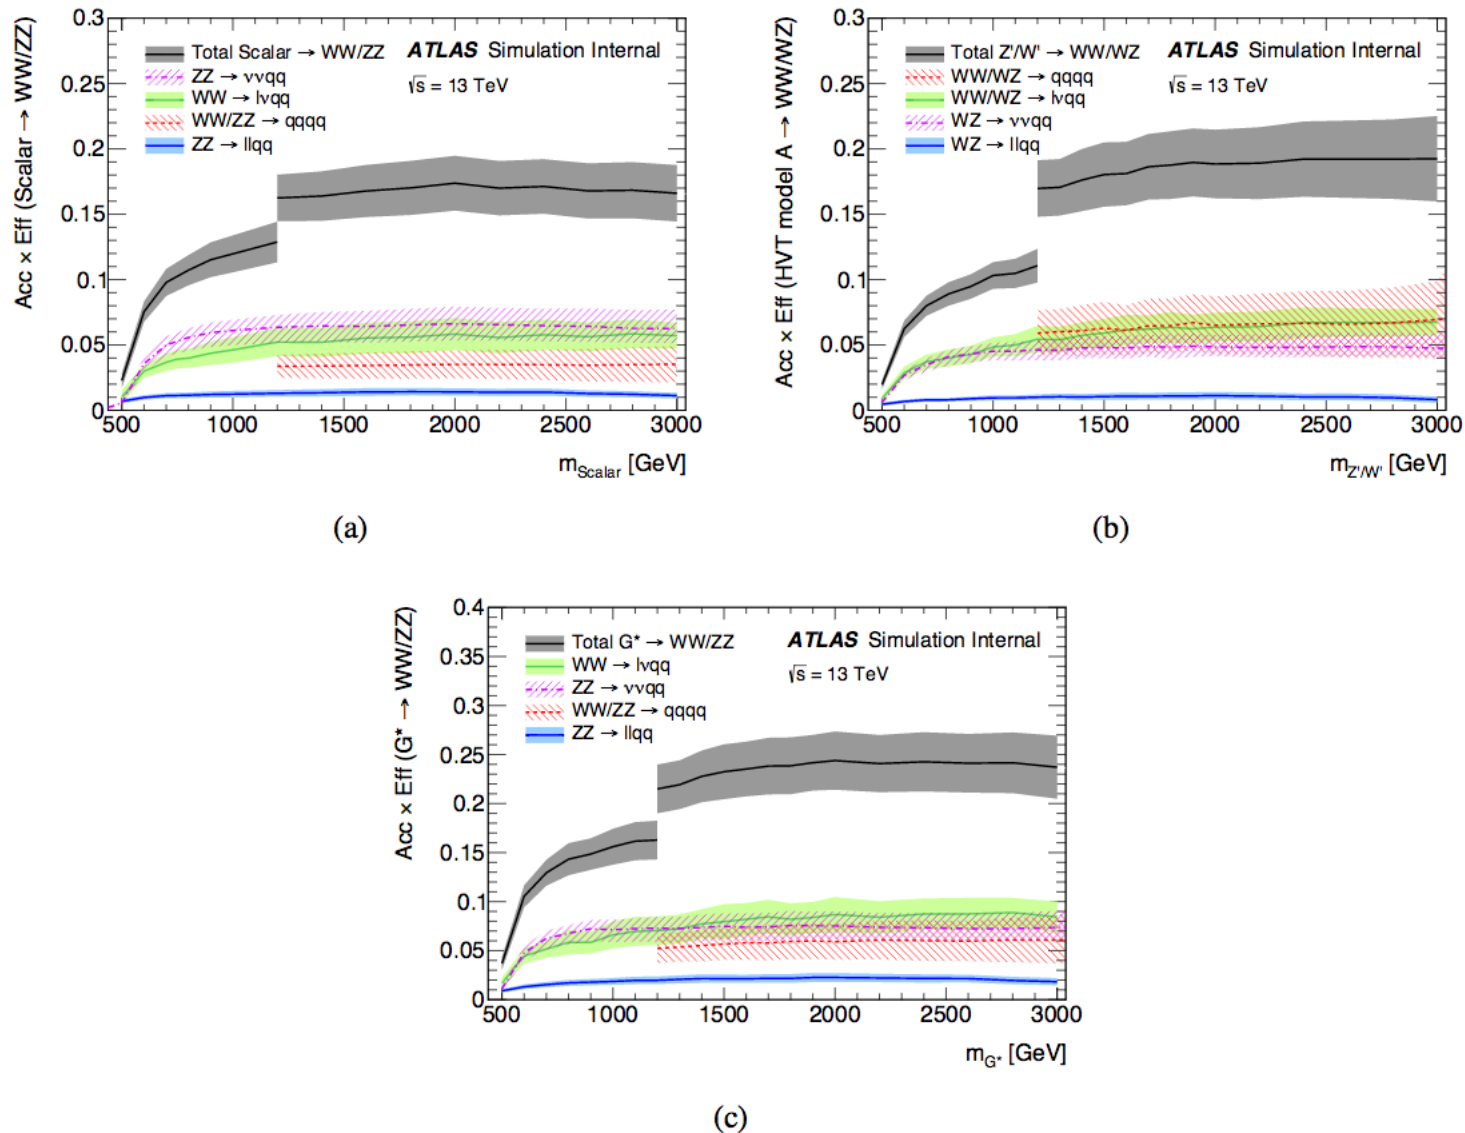 Acc × Eff (Scalar → WW/ZZ)
0.3
0.25
0.2
0.15
0.1
0.05
0
Total Scalar → WW/ZZ
ZZ → ννqq
WW → lνqq
WW/ZZ → qqqq
ZZ → llqq
ATLAS Simulation Internal
√s = 13 TeV
500 1000 1500 2000 2500 3000
m_Scalar [GeV]
(a)
Acc × Eff (HVT model A → WW/WZ)
0.3
0.25
0.2
0.15
0.1
0.05
0
Total Z'/W' → WW/WZ
WW/WZ → qqqq
WW/WZ → lνqq
WZ → ννqq
WZ → llqq
ATLAS Simulation Internal
√s = 13 TeV
500 1000 1500 2000 2500 3000
m_Z'/W' [GeV]
(b)
Acc × Eff (G* → WW/ZZ)
0.4
0.35
0.3
0.25
0.2
0.15
0.1
0.05
0
Total G* → WW/ZZ
WW → lνqq
ZZ → ννqq
WW/ZZ → qqqq
ZZ → llqq
ATLAS Simulation Internal
√s = 13 TeV
500 1000 1500 2000 2500 3000
m_G* [GeV]
(c)